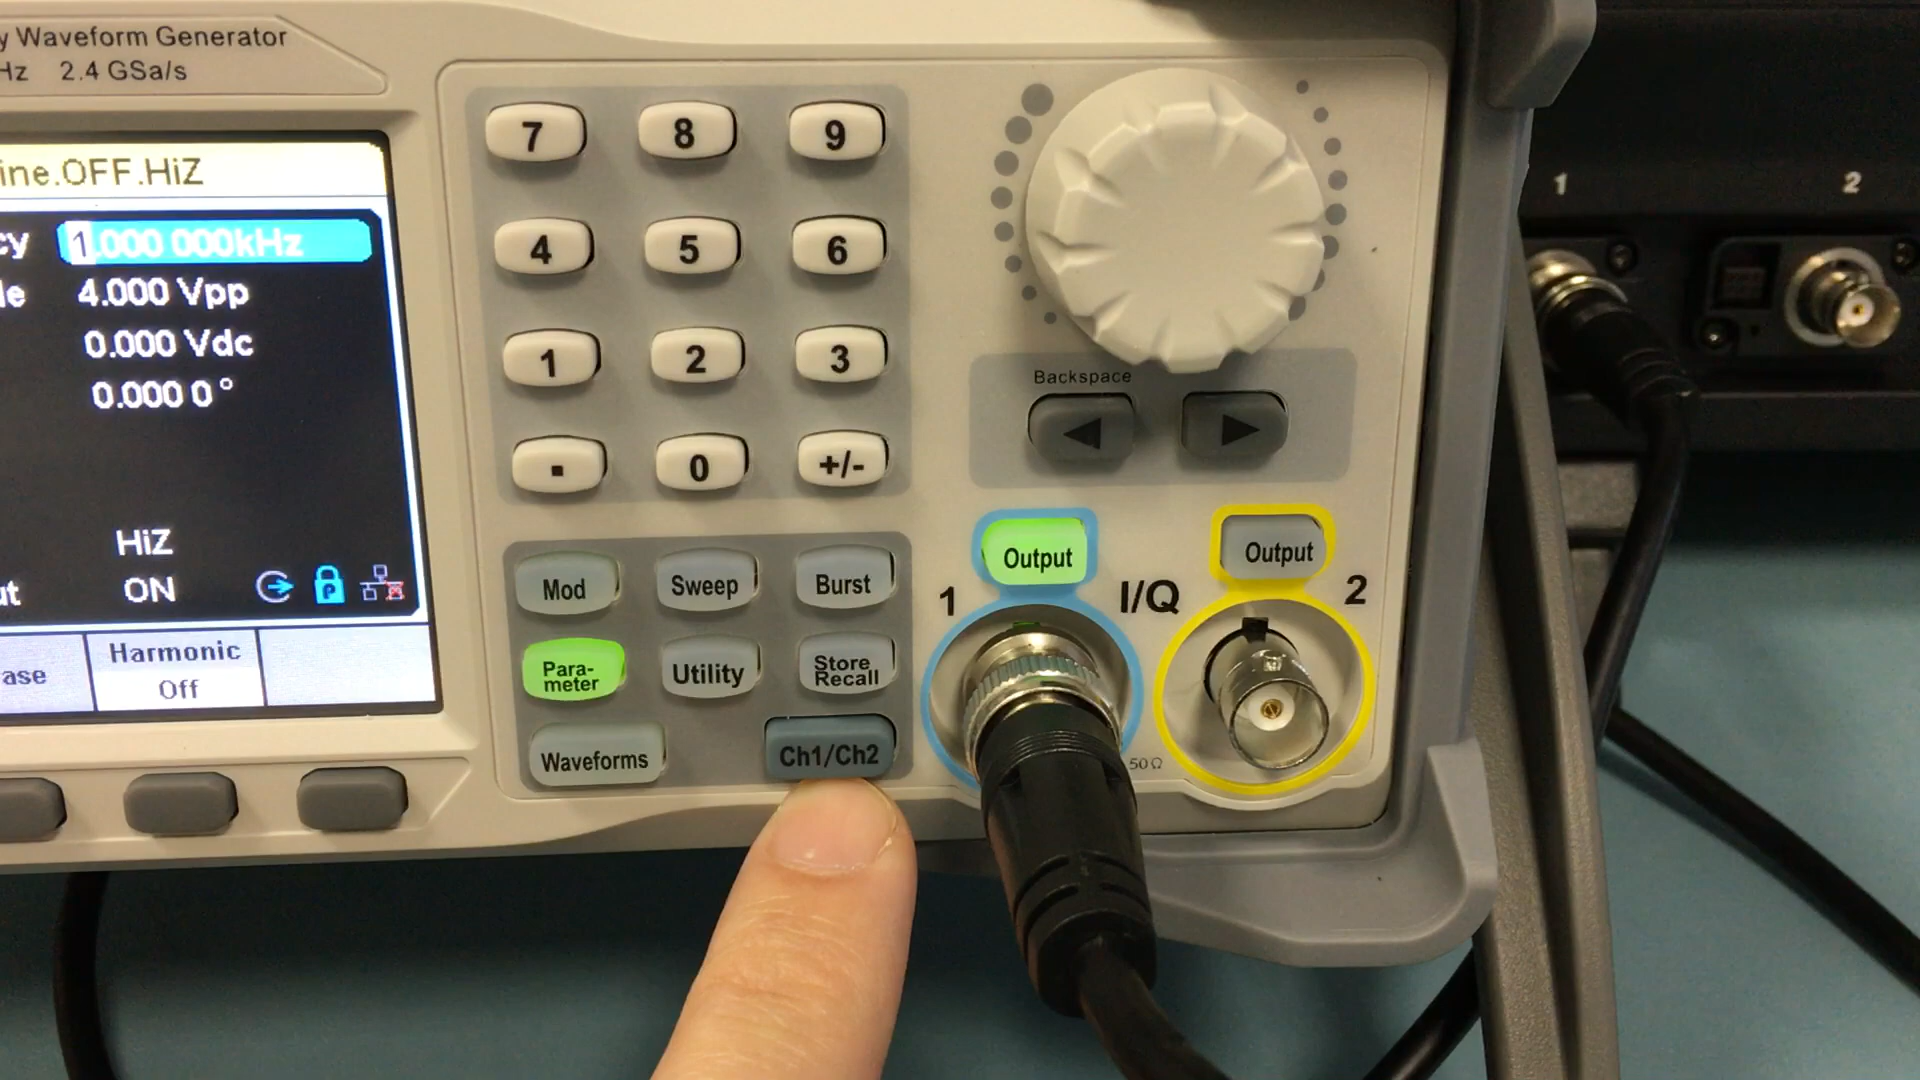 y Waveform Generator
Hz 2.4 GSa/s
ine.OFF.HiZ
cy 1.000 000kHz
le 4.000 Vpp
0.000 Vdc
0.000 0 °
HiZ
ut ON
P
ase
Harmonic
Off
7 8 9
4 5 6
1 2 3
. 0 +/-
Mod Sweep Burst
Para-
meter
Utility
Store
Recall
Waveforms
Ch1/Ch2
Backspace
Output
Output
1 I/Q 2
50Ω
1 2